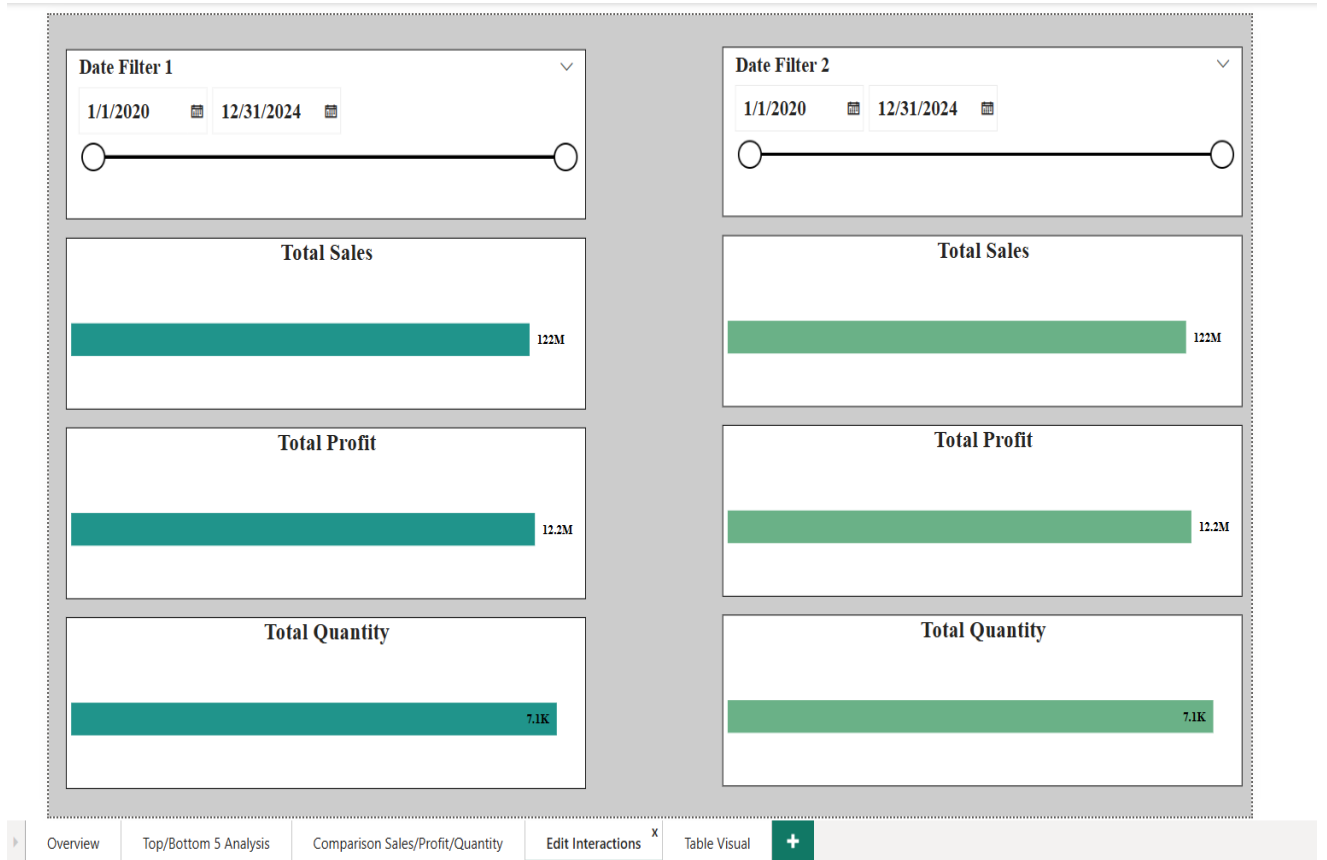 Date Filter 1
1/1/2020 12/31/2024
Total Sales
122M
Total Profit
12.2M
Total Quantity
7.1K
Date Filter 2
1/1/2020 12/31/2024
Total Sales
122M
Total Profit
12.2M
Total Quantity
7.1K
Overview Top/Bottom 5 Analysis Comparison Sales/Profit/Quantity Edit Interactions x Table Visual +